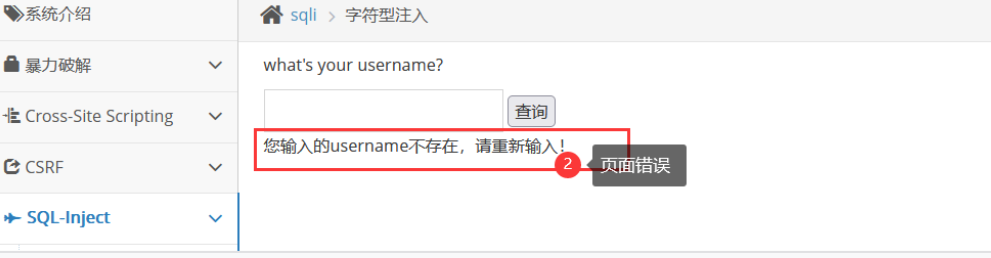 系统介绍
暴力破解
Cross-Site Scripting
CSRF
SQL-Inject
sqli > 字符型注入
what's your username?
查询
您输入的username不存在，请重新输入！
2 页面错误